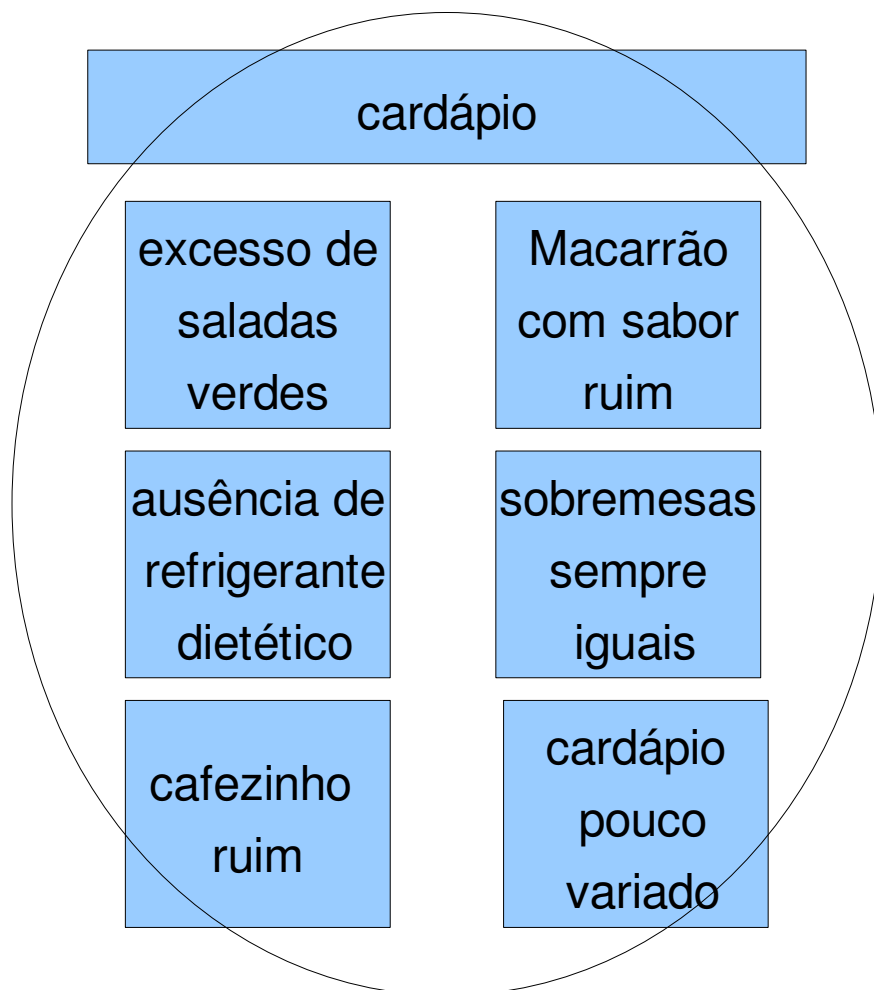 cardápio
excesso de
saladas
verdes
Macarrão
com sabor
ruim
ausência de
refrigerante
dietético
sobremesas
sempre
iguais
cafezinho
ruim
cardápio
pouco
variado